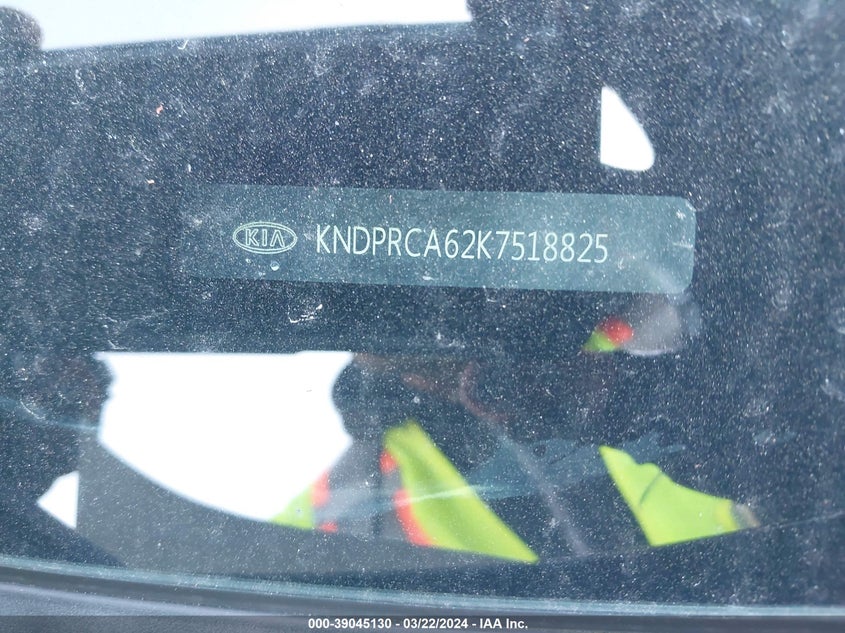 KIA KNDPRCA62K7518825
000-39045130 - 03/22/2024 - IAA Inc.